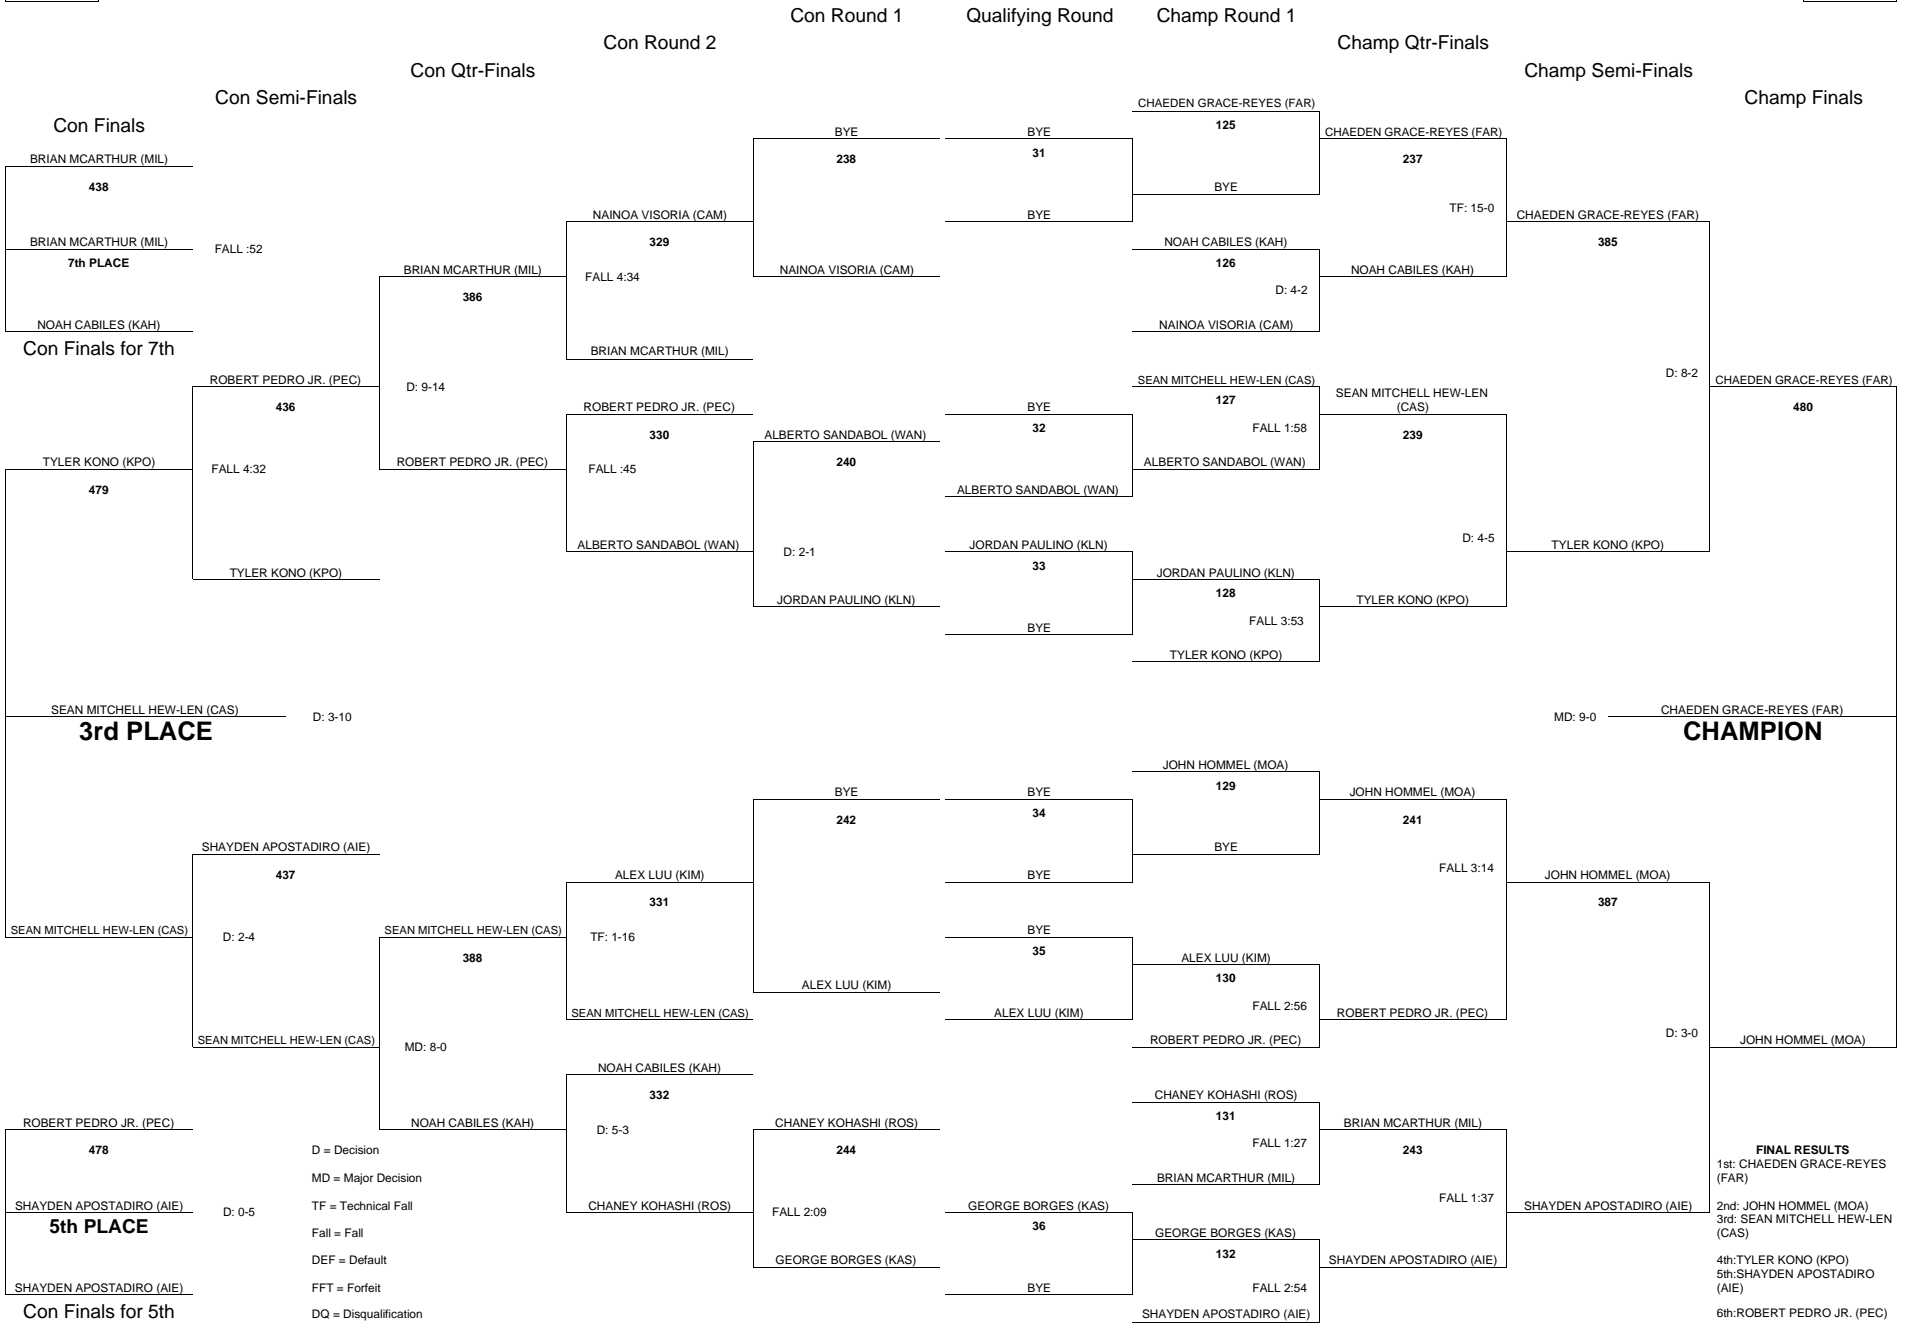 Con Round 1
Qualifying Round
Champ Round 1
Con Round 2
Champ Qtr-Finals
Con Qtr-Finals
Champ Semi-Finals
Con Semi-Finals
Champ Finals
Con Finals
BRIAN MCARTHUR (MIL)
438
BRIAN MCARTHUR (MIL)
7th PLACE
FALL :52
NOAH CABILES (KAH)
Con Finals for 7th
TYLER KONO (KPO)
479
SEAN MITCHELL HEW-LEN (CAS)
3rd PLACE
D: 3-10
SEAN MITCHELL HEW-LEN (CAS)
ROBERT PEDRO JR. (PEC)
478
SHAYDEN APOSTADIRO (AIE)
5th PLACE
D: 0-5
SHAYDEN APOSTADIRO (AIE)
Con Finals for 5th
ROBERT PEDRO JR. (PEC)
436
FALL 4:32
TYLER KONO (KPO)
SHAYDEN APOSTADIRO (AIE)
437
D: 2-4
SEAN MITCHELL HEW-LEN (CAS)
D = Decision
MD = Major Decision
TF = Technical Fall
Fall = Fall
DEF = Default
FFT = Forfeit
DQ = Disqualification
BRIAN MCARTHUR (MIL)
386
D: 9-14
ROBERT PEDRO JR. (PEC)
SEAN MITCHELL HEW-LEN (CAS)
388
MD: 8-0
NOAH CABILES (KAH)
NAINOA VISORIA (CAM)
329
FALL 4:34
BRIAN MCARTHUR (MIL)
ROBERT PEDRO JR. (PEC)
330
FALL :45
ALBERTO SANDABOL (WAN)
ALEX LUU (KIM)
331
TF: 1-16
SEAN MITCHELL HEW-LEN (CAS)
NOAH CABILES (KAH)
332
D: 5-3
CHANEY KOHASHI (ROS)
BYE
238
NAINOA VISORIA (CAM)
ALBERTO SANDABOL (WAN)
240
D: 2-1
JORDAN PAULINO (KLN)
BYE
242
ALEX LUU (KIM)
CHANEY KOHASHI (ROS)
244
FALL 2:09
GEORGE BORGES (KAS)
BYE
31
BYE
BYE
32
ALBERTO SANDABOL (WAN)
JORDAN PAULINO (KLN)
33
BYE
BYE
34
BYE
BYE
35
ALEX LUU (KIM)
GEORGE BORGES (KAS)
36
BYE
CHAEDEN GRACE-REYES (FAR)
125
BYE
NOAH CABILES (KAH)
126
D: 4-2
NAINOA VISORIA (CAM)
SEAN MITCHELL HEW-LEN (CAS)
127
FALL 1:58
ALBERTO SANDABOL (WAN)
JORDAN PAULINO (KLN)
128
FALL 3:53
TYLER KONO (KPO)
JOHN HOMMEL (MOA)
129
BYE
ALEX LUU (KIM)
130
FALL 2:56
ROBERT PEDRO JR. (PEC)
CHANEY KOHASHI (ROS)
131
FALL 1:27
BRIAN MCARTHUR (MIL)
GEORGE BORGES (KAS)
132
FALL 2:54
SHAYDEN APOSTADIRO (AIE)
CHAEDEN GRACE-REYES (FAR)
237
TF: 15-0
NOAH CABILES (KAH)
SEAN MITCHELL HEW-LEN
(CAS)
239
D: 4-5
TYLER KONO (KPO)
JOHN HOMMEL (MOA)
241
FALL 3:14
ROBERT PEDRO JR. (PEC)
BRIAN MCARTHUR (MIL)
243
FALL 1:37
SHAYDEN APOSTADIRO (AIE)
CHAEDEN GRACE-REYES (FAR)
385
D: 8-2
TYLER KONO (KPO)
JOHN HOMMEL (MOA)
387
D: 3-0
SHAYDEN APOSTADIRO (AIE)
CHAEDEN GRACE-REYES (FAR)
480
MD: 9-0
CHAEDEN GRACE-REYES (FAR)
CHAMPION
JOHN HOMMEL (MOA)
FINAL RESULTS
1st: CHAEDEN GRACE-REYES
(FAR)
2nd: JOHN HOMMEL (MOA)
3rd: SEAN MITCHELL HEW-LEN
(CAS)
4th:TYLER KONO (KPO)
5th:SHAYDEN APOSTADIRO
(AIE)
6th:ROBERT PEDRO JR. (PEC)